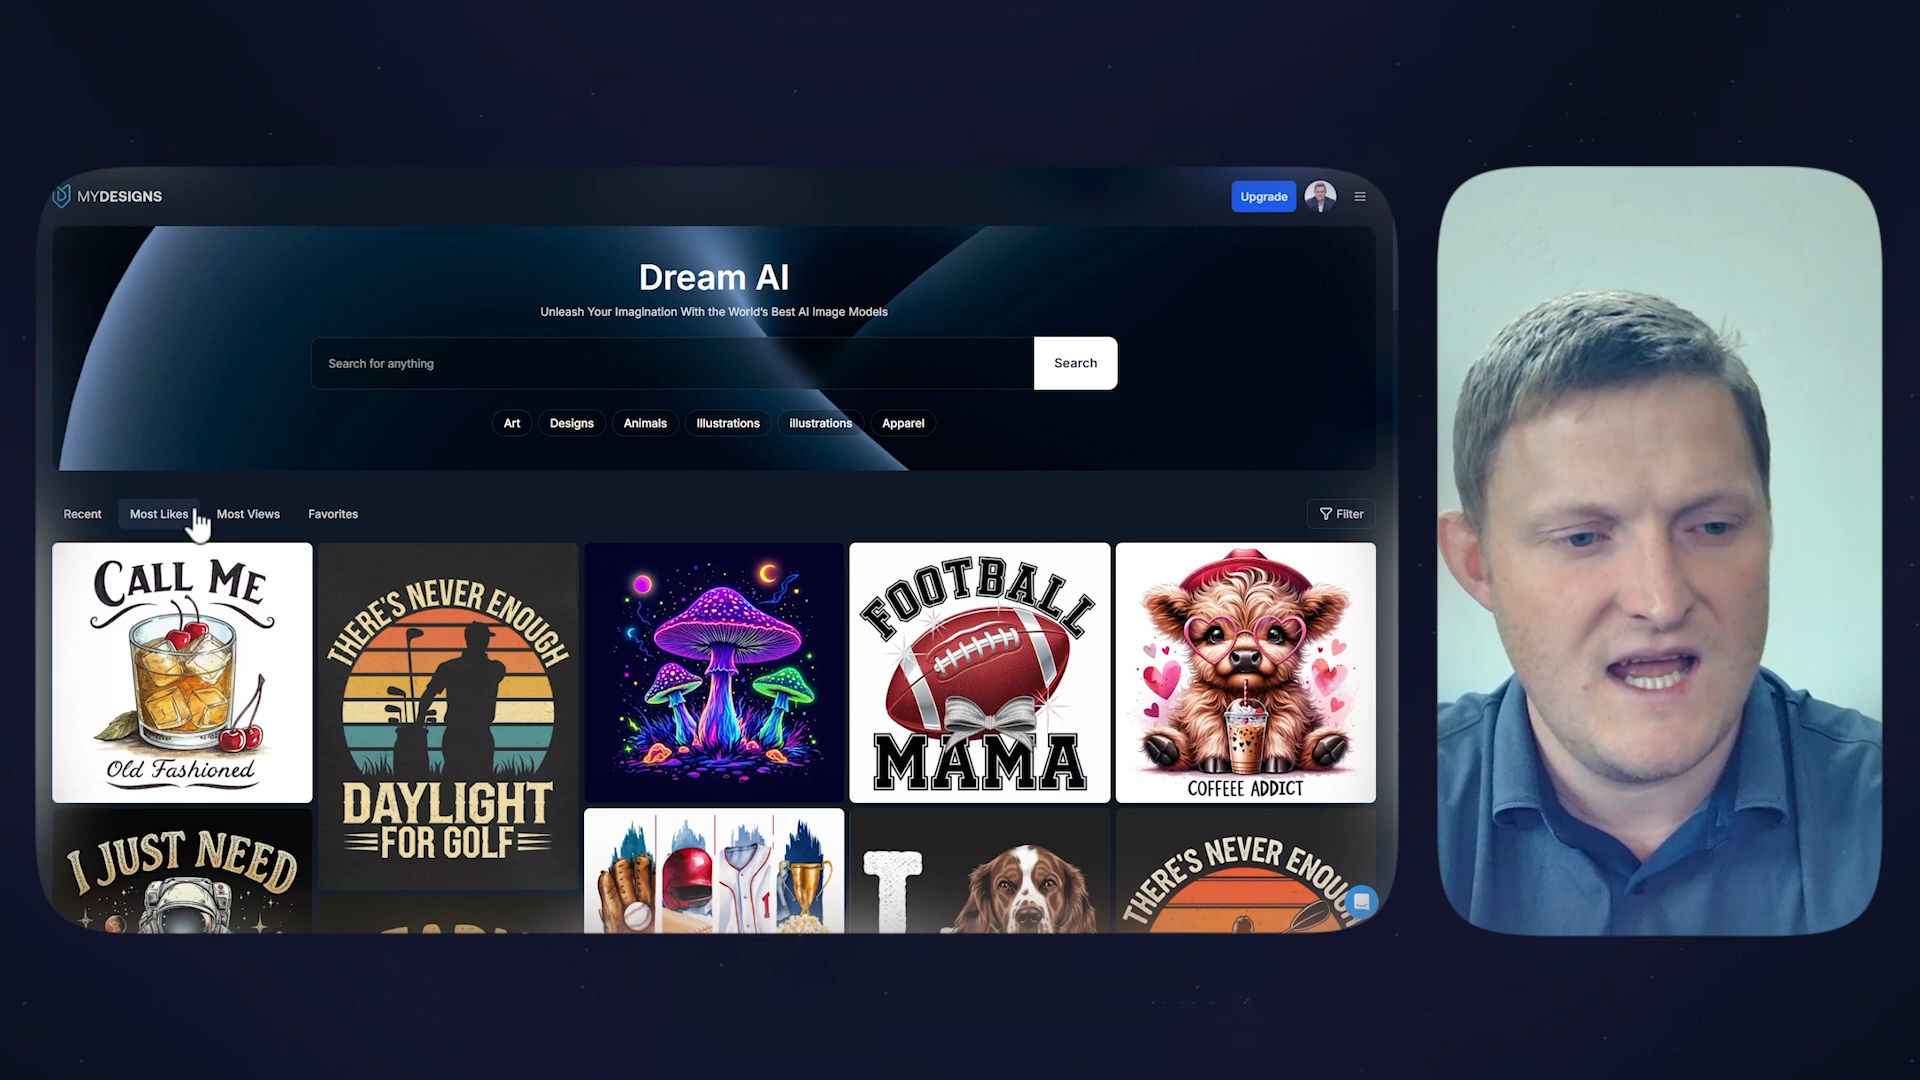 MYDESIGNS
Upgrade
Dream AI
Unleash Your Imagination With the World's Best AI Image Models
Search for anything
Search
Art Designs Animals Illustrations illustrations Apparel
Recent Most Likes Most Views Favorites
Filter
CALL ME
Old Fashioned
THERE'S NEVER ENOUGH
DAYLIGHT
FOR GOLF
FOOTBALL
MAMA
COFFEEE ADDICT
I JUST NEED
1
I
THERE'S NEVER ENOUGH